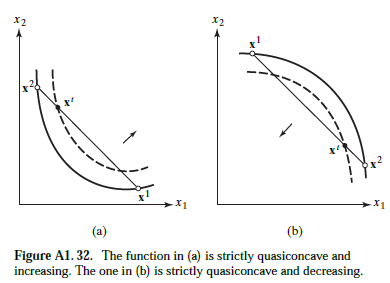 x2 x2
x1
x2 xt
xt
x2
x1 x1 x1
(a) (b)
Figure A1.32. The function in (a) is strictly quasiconcave and
increasing. The one in (b) is strictly quasiconcave and decreasing.